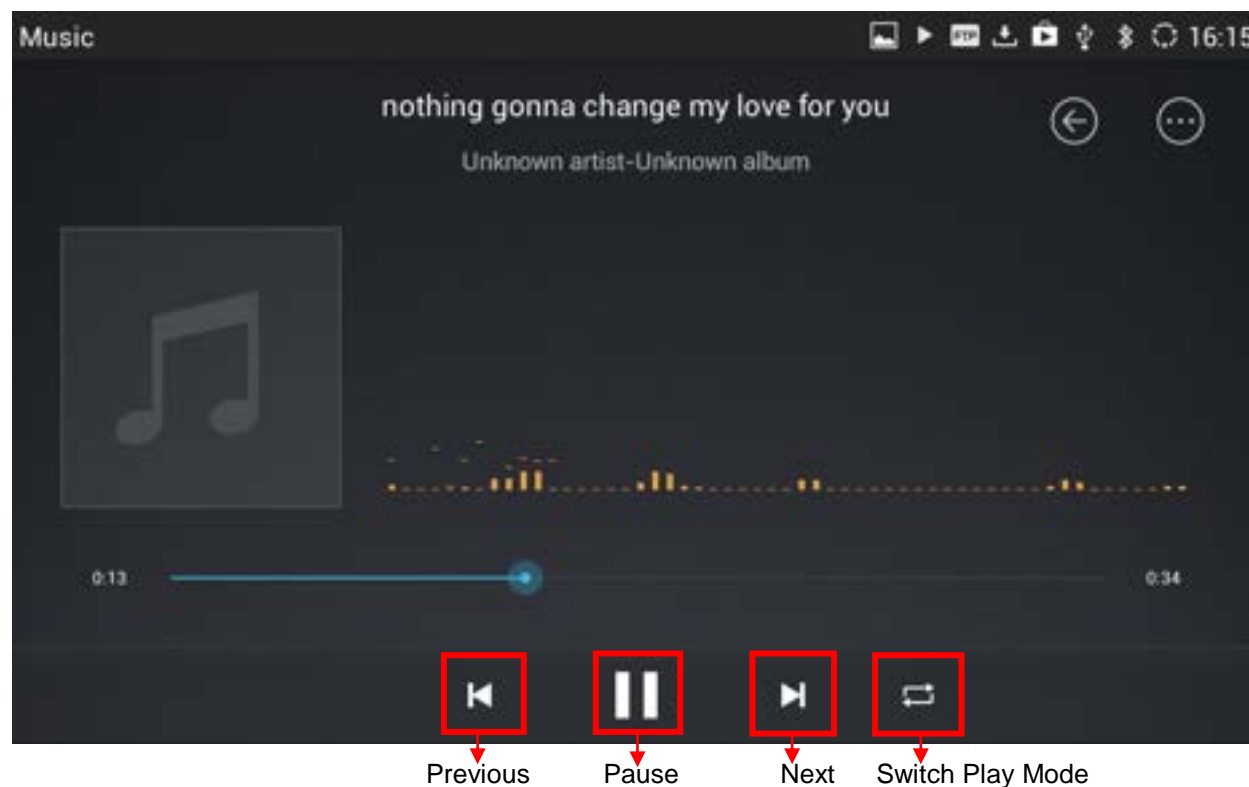 Music FTP 16:15
nothing gonna change my love for you
Unknown artist-Unknown album
0:13 0:34
Previous Pause Next Switch Play Mode